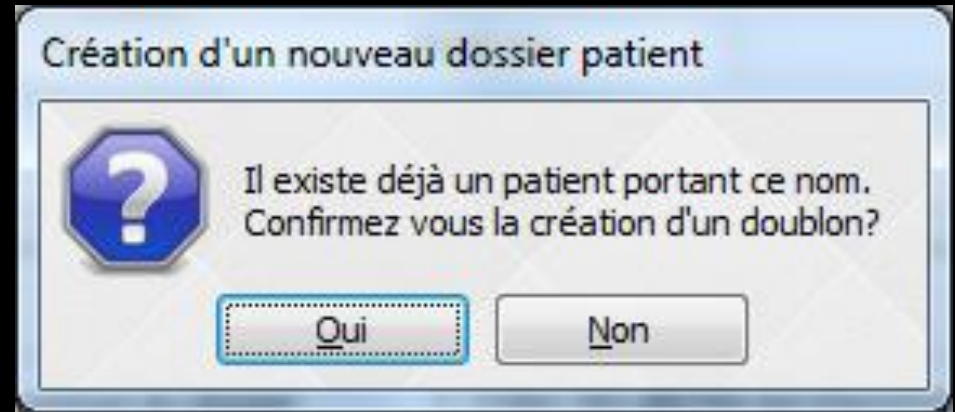 Création d'un nouveau dossier patient
Il existe déjà un patient portant ce nom.
Confirmez vous la création d'un doublon?
Oui
Non